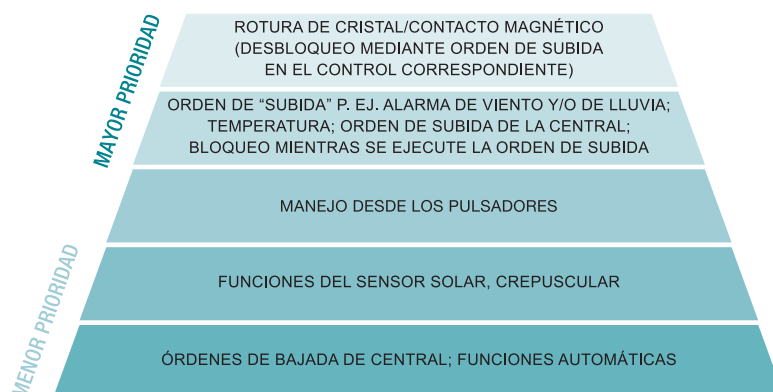 MAYOR PRIORIDAD
ROTURA DE CRISTAL/CONTACTO MAGNÉTICO
(DESBLOQUEO MEDIANTE ORDEN DE SUBIDA
EN EL CONTROL CORRESPONDIENTE)
ORDEN DE “SUBIDA” P. EJ. ALARMA DE VIENTO Y/O DE LLUVIA;
TEMPERATURA; ORDEN DE SUBIDA DE LA CENTRAL;
BLOQUEO MIENTRAS SE EJECUTE LA ORDEN DE SUBIDA
MANEJO DESDE LOS PULSADORES
MENOR PRIORIDAD
FUNCIONES DEL SENSOR SOLAR, CREPUSCULAR
ÓRDENES DE BAJADA DE CENTRAL; FUNCIONES AUTOMÁTICAS